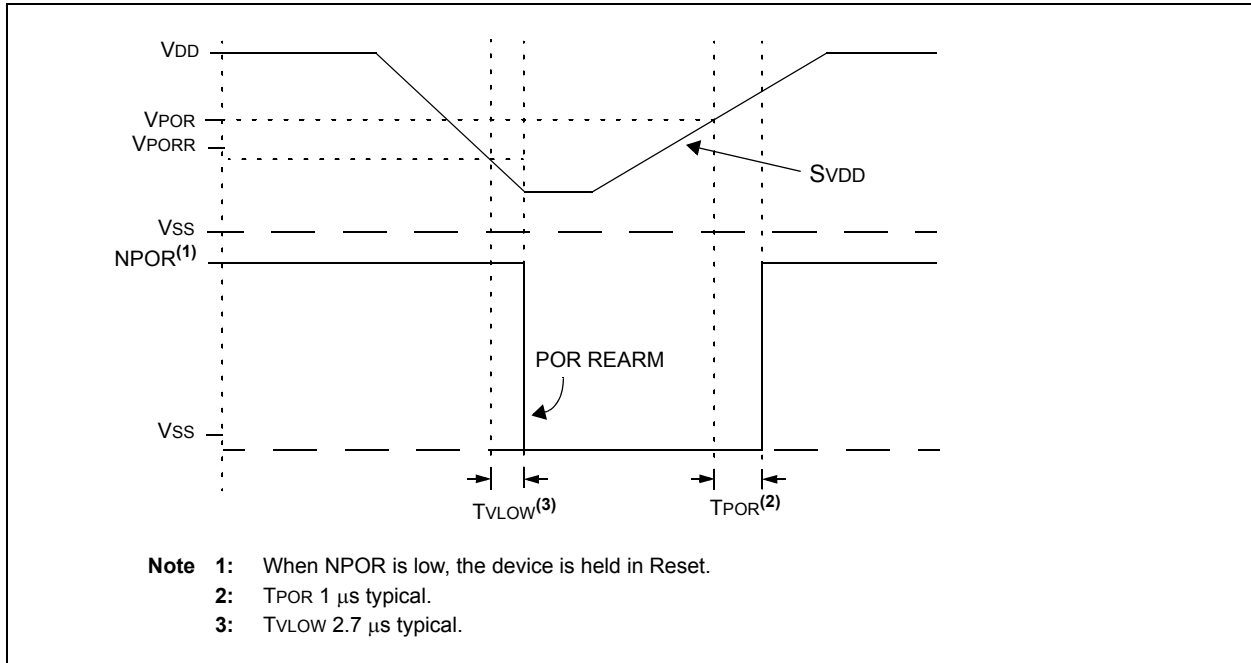 VDD
VPOR
VPORR
SVDD
VSS
NPOR(1)
POR REARM
VSS
TVLOW(3)
TPOR(2)
Note 1: When NPOR is low, the device is held in Reset.
2: TPOR 1 μs typical.
3: TVLOW 2.7 μs typical.